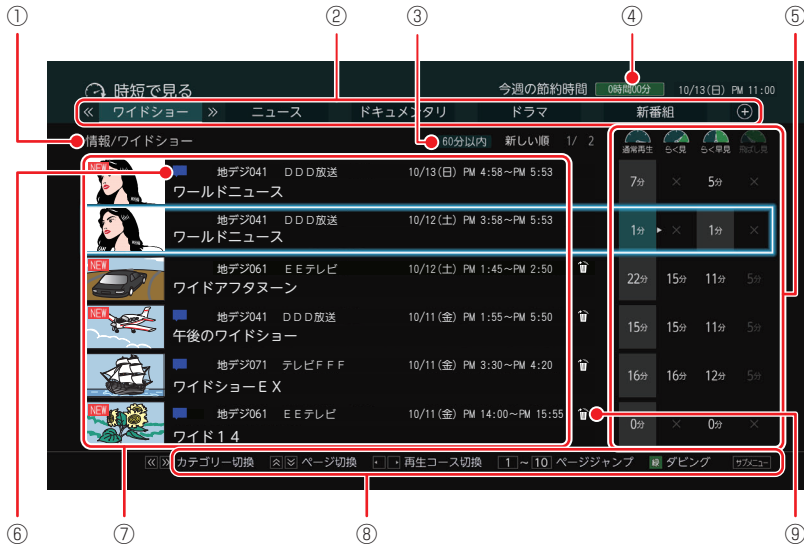 ① ② ③ ④ ⑤
時短で見る 今週の節約時間 0時間00分 10/13(日) PM 11:00
≪ ワイドショー ≫ ニュース ドキュメンタリ ドラマ 新番組 +
情報/ワイドショー 60分以内 新しい順 1/ 2 通常再生 らく見 らく早見 飛ばし見
⑥ NEW 地デジ041 DDD放送 10/13(日) PM 4:58～PM 5:53
ワールドニュース 7分 × 5分 ×
地デジ041 DDD放送 10/12(土) PM 3:58～PM 5:53
ワールドニュース 1分 × 1分 ×
NEW 地デジ061 EEテレビ 10/12(土) PM 1:45～PM 2:50
ワイドアフタヌーン 22分 15分 11分 5分
NEW 地デジ041 DDD放送 10/11(金) PM 1:55～PM 5:50
午後のワイドショー 15分 15分 11分 5分
地デジ071 テレビFFF 10/11(金) PM 3:30～PM 4:20
ワイドショーEX 16分 16分 12分 5分
NEW 地デジ061 EEテレビ 10/11(金) PM 14:00～PM 15:55
ワイド14 0分 × 0分 ×
≪ ≫ カテゴリー切換 ページ切換 再生コース切換 1 ～ 10 ページジャンプ 緑 ダビング サブメニュー
⑦ ⑧ ⑨